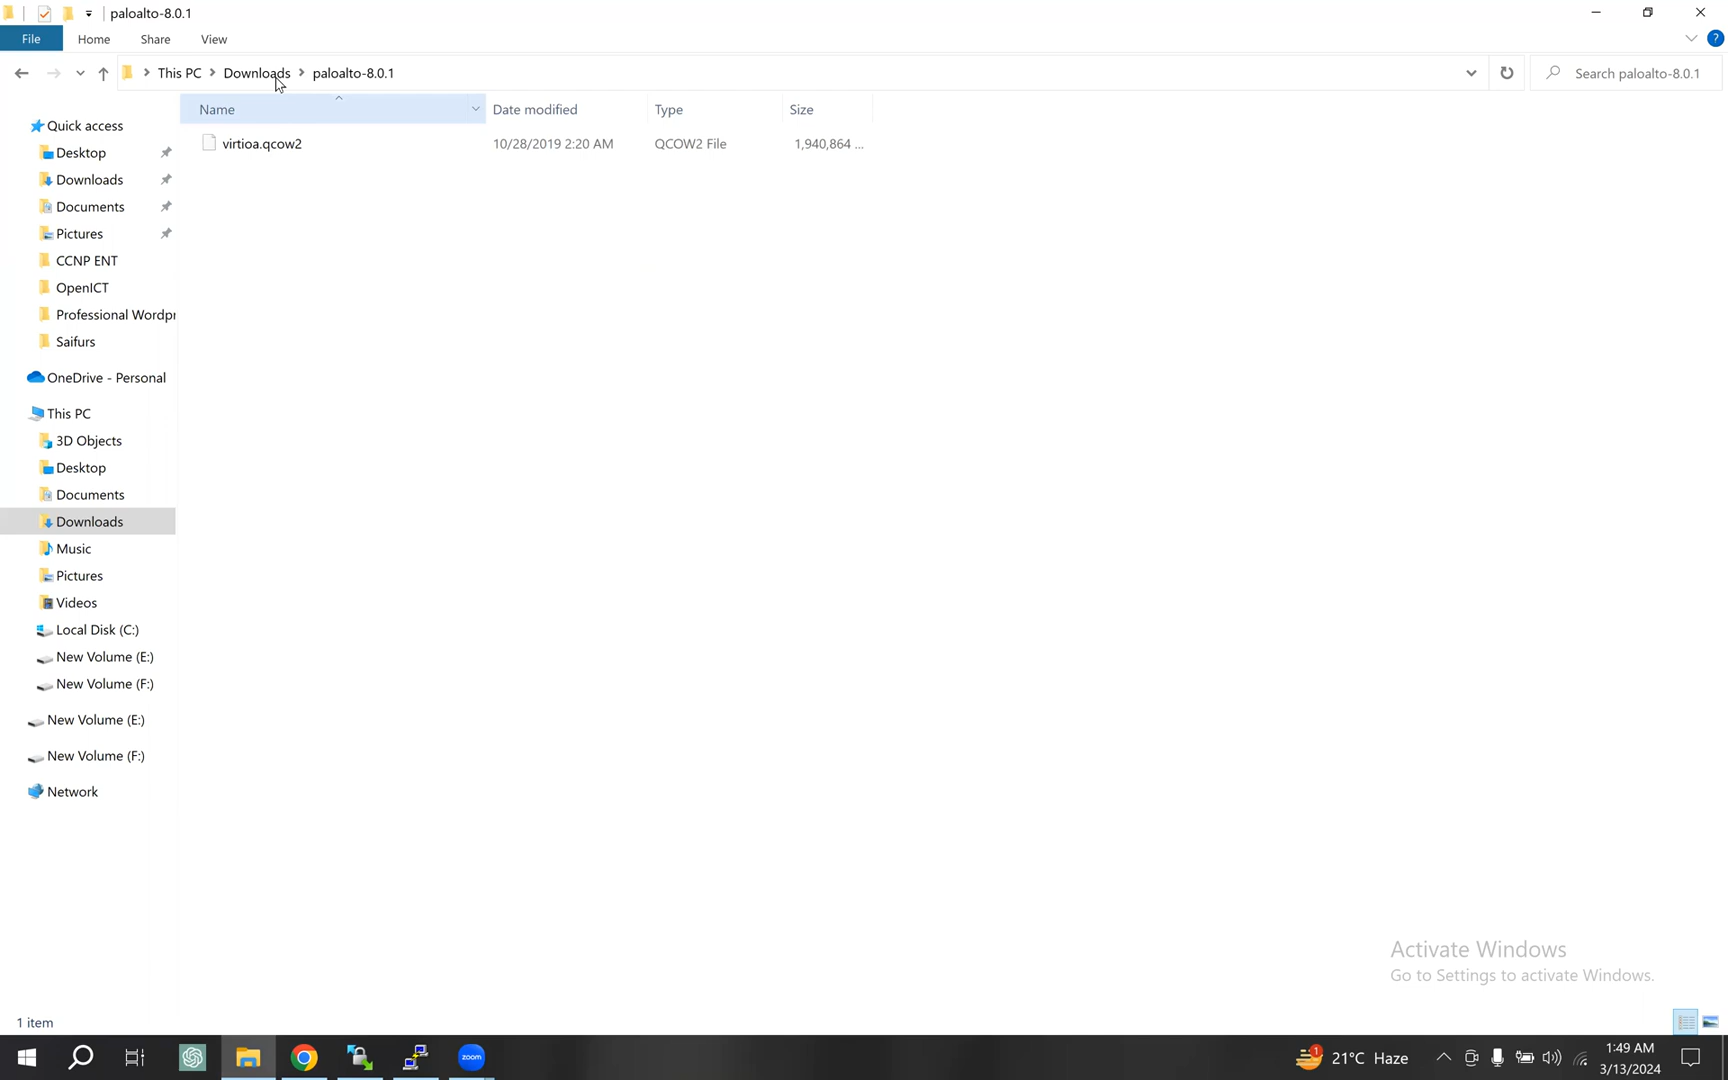 paloalto-8.0.1
File Home Share View
This PC > Downloads > paloalto-8.0.1
Search paloalto-8.0.1
Name Date modified Type Size
virtioa.qcow2 10/28/2019 2:20 AM QCOW2 File 1,940,864 ...
Quick access
Desktop
Downloads
Documents
Pictures
CCNP ENT
OpenICT
Professional Wordpr
Saifurs
OneDrive - Personal
This PC
3D Objects
Desktop
Documents
Downloads
Music
Pictures
Videos
Local Disk (C:)
New Volume (E:)
New Volume (F:)
New Volume (E:)
New Volume (F:)
Network
Activate Windows
Go to Settings to activate Windows.
1 item
zoom
1
21°C Haze
1:49 AM
3/13/2024